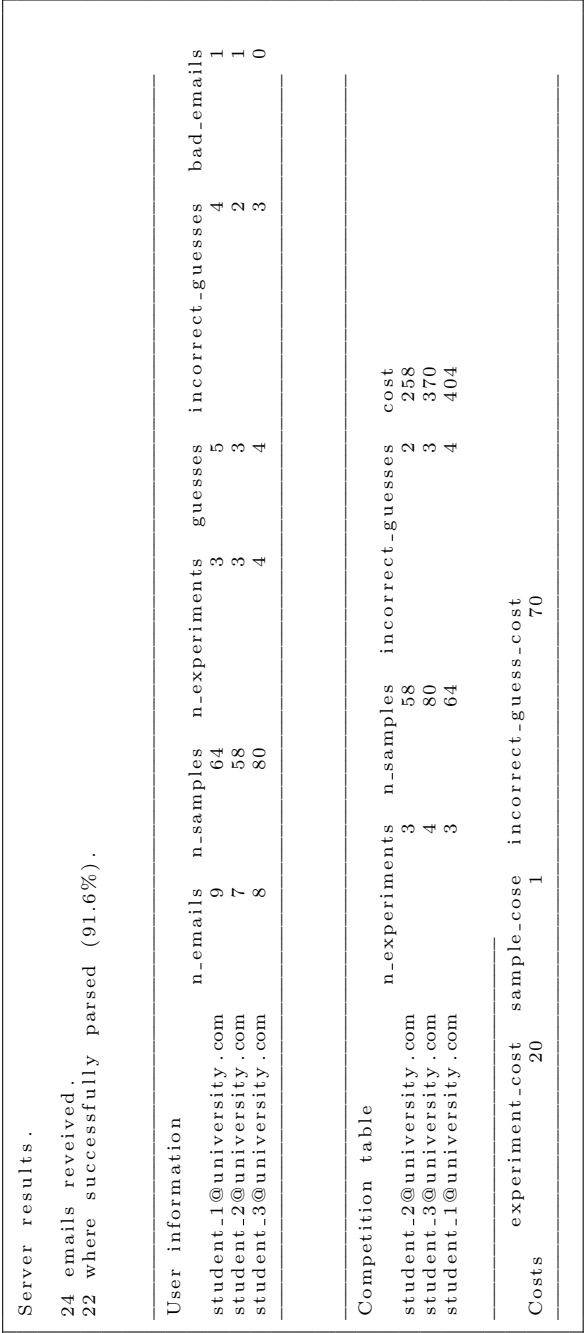 Server results.
24 emails reveived.
22 where successfully parsed (91.6%).
User information
n_emails n_samples n_experiments guesses incorrect_guesses bad_emails
student_1@university.com 9 64 3 5 4 1
student_2@university.com 7 58 3 3 2 1
student_3@university.com 8 80 4 4 3 0
Competition table
n_experiments n_samples incorrect_guesses cost
student_2@university.com 3 58 2 258
student_3@university.com 4 80 3 370
student_1@university.com 3 64 4 404
experiment_cost sample_cose incorrect_guess_cost
Costs 20 1 70